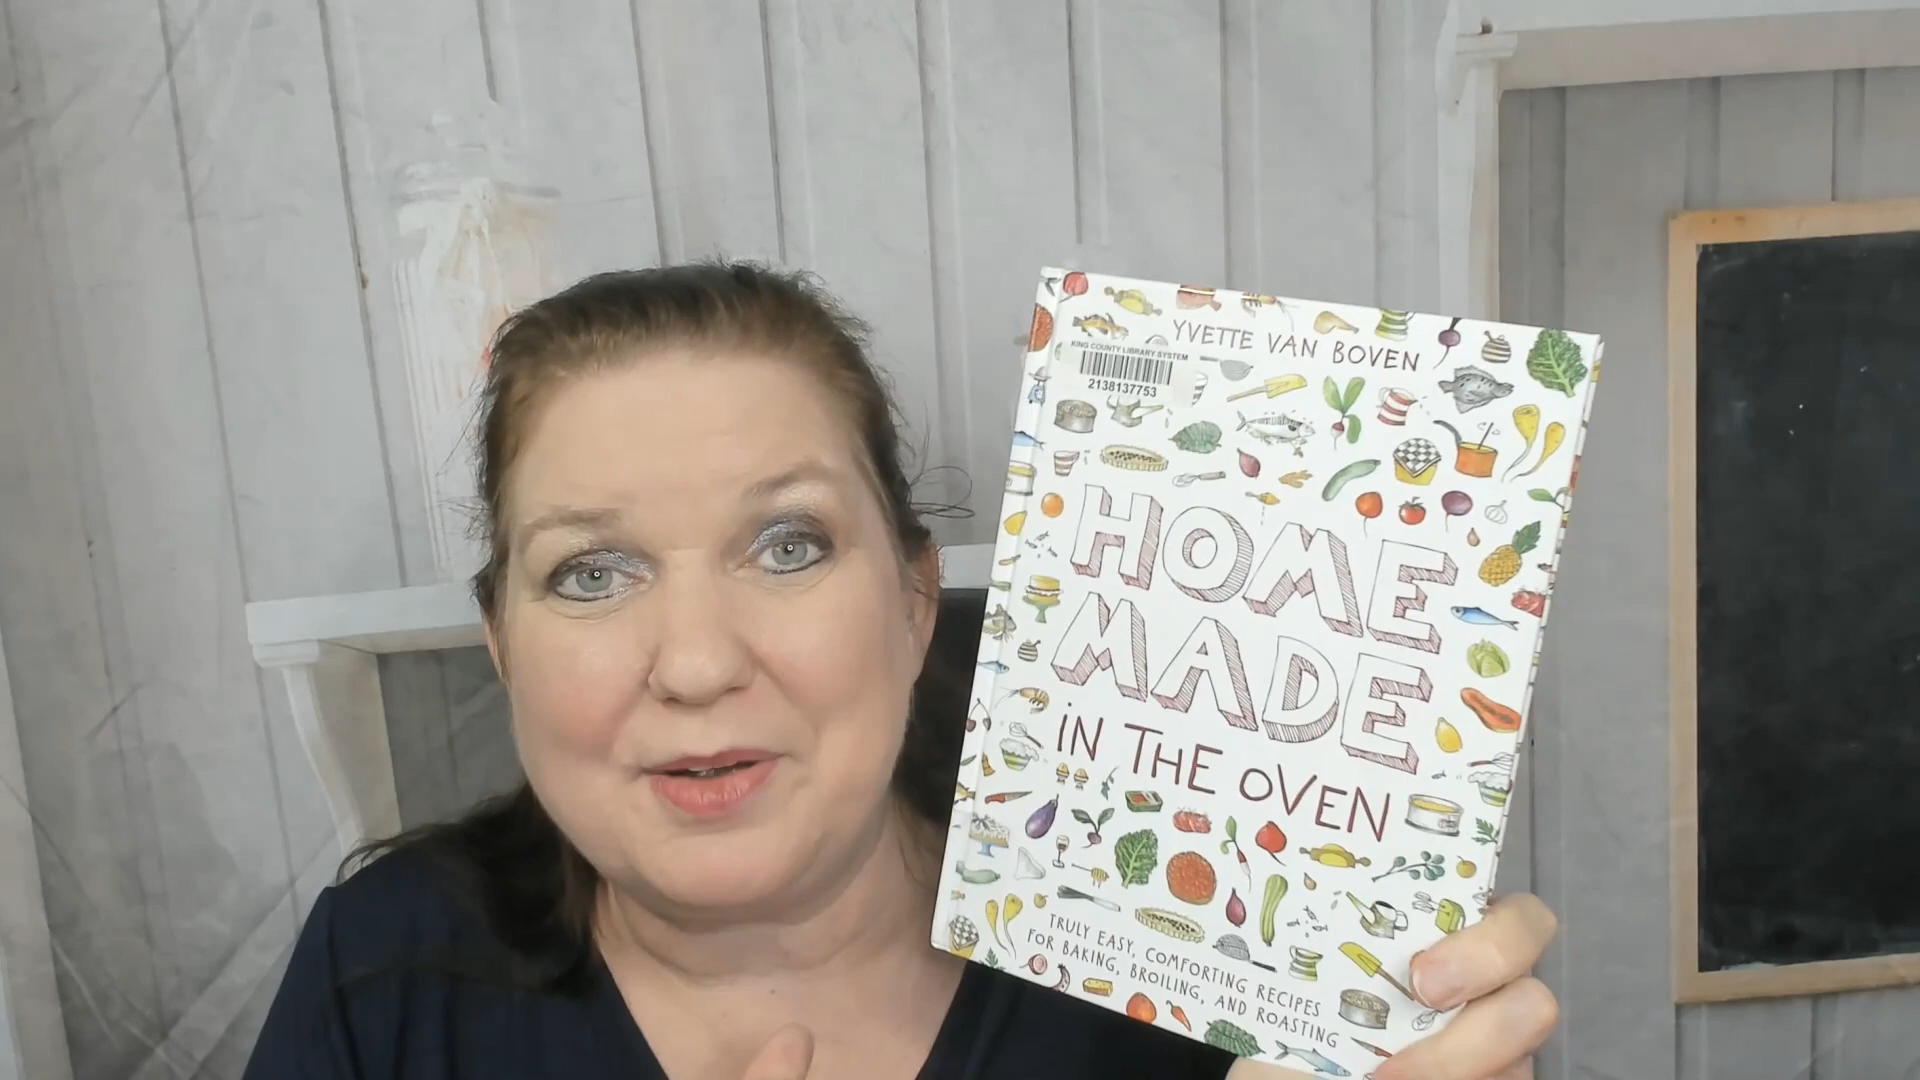 YVETTE VAN BOVEN
KING COUNTY LIBRARY SYSTEM
2138137753
HOME
MADE
iN THE OVEN
TRULY EASY, COMFORTING RECIPES
FOR BAKING, BROILING, AND ROASTING